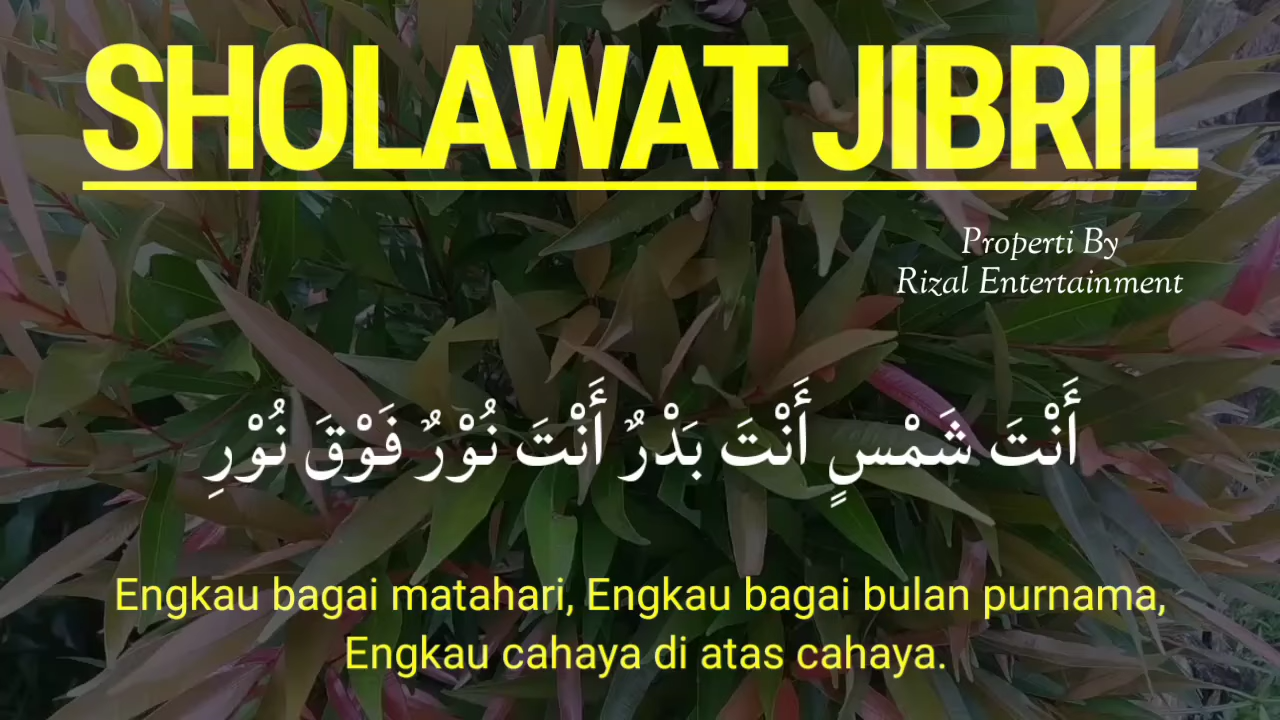 SHOLAWAT JIBRIL
Properti By
Rizal Entertainment
أَنْتَ شَمْسٍ أَنْتَ بَدْرٌ أَنْتَ نُوْرٌ فَوْقَ نُوْرِ
Engkau bagai matahari, Engkau bagai bulan purnama,
Engkau cahaya di atas cahaya.